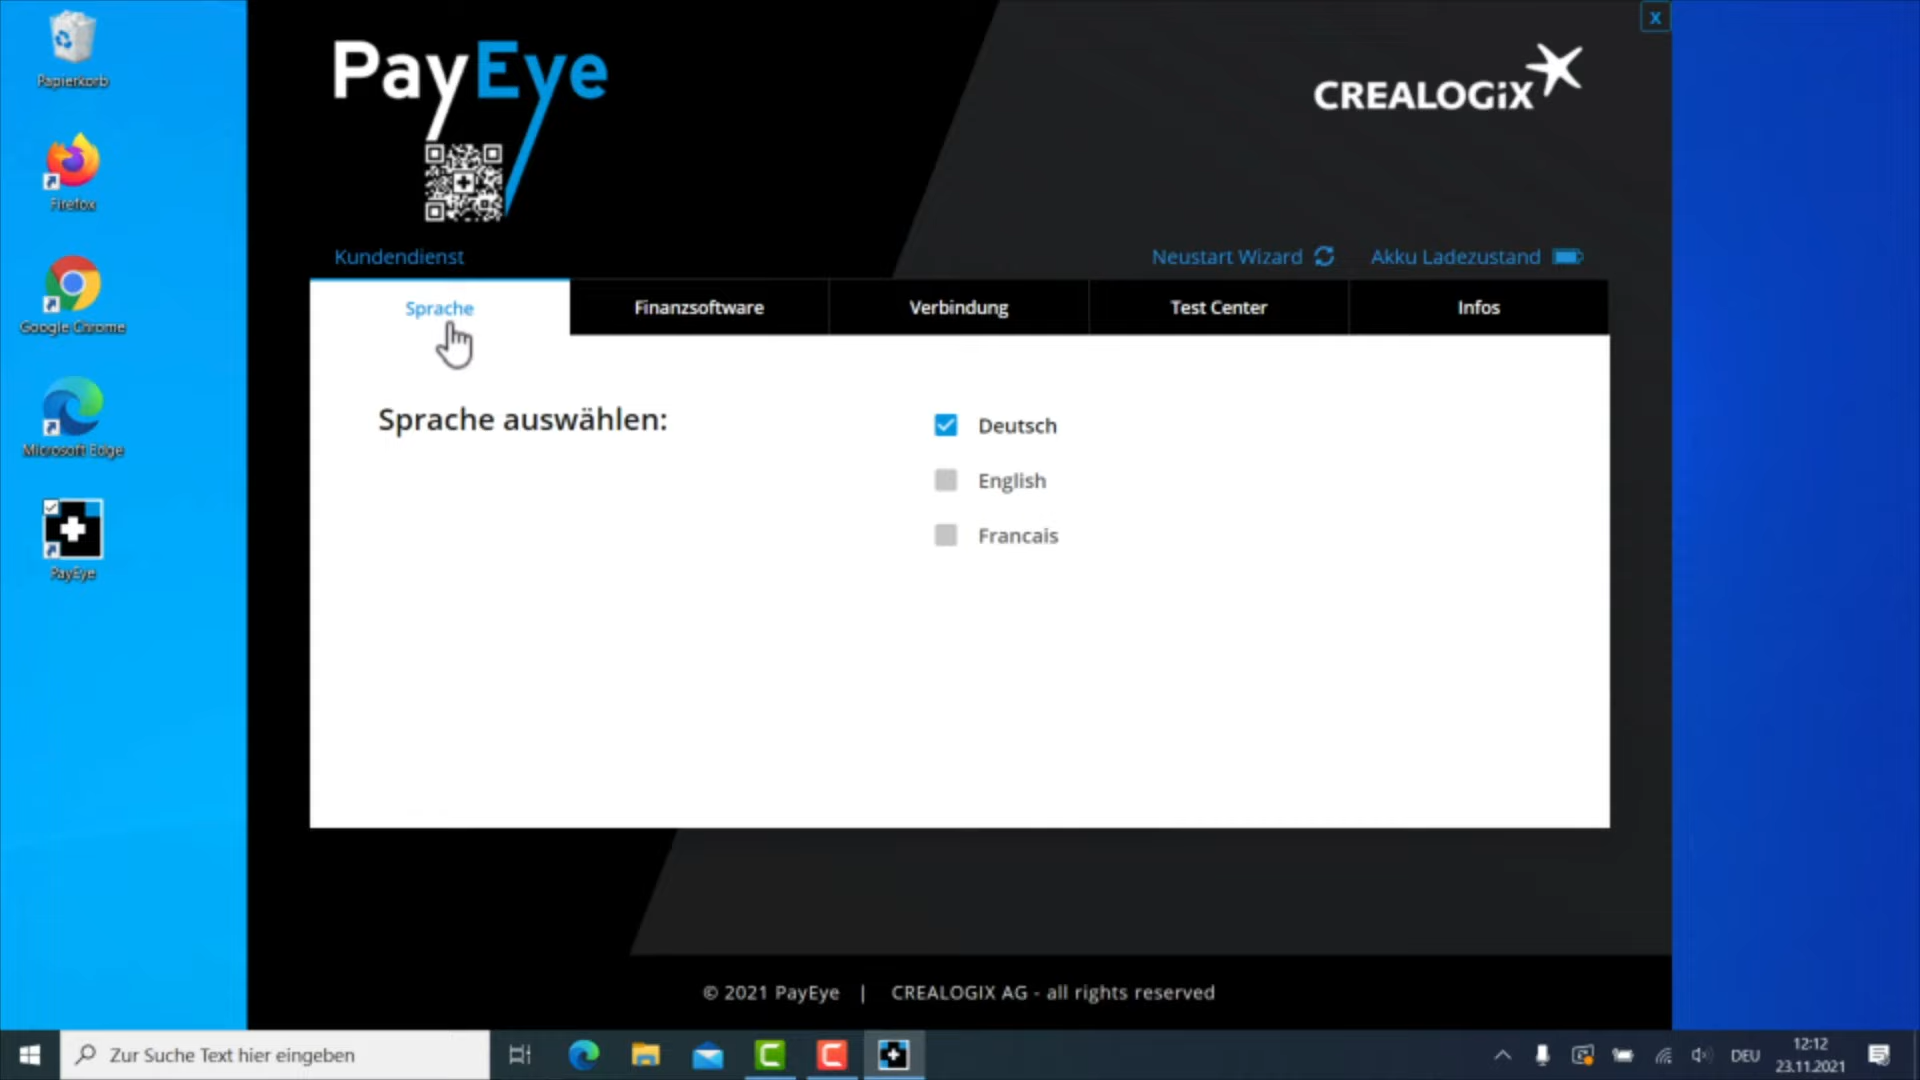 Papierkorb
Firefox
Google Chrome
Microsoft Edge
PayEye
PayEye
CREALOGiX
X
Kundendienst
Neustart Wizard
Akku Ladezustand
Sprache
Finanzsoftware
Verbindung
Test Center
Infos
Sprache auswählen:
Deutsch
English
Francais
© 2021 PayEye | CREALOGIX AG - all rights reserved
Zur Suche Text hier eingeben
DEU
12:12
23.11.2021